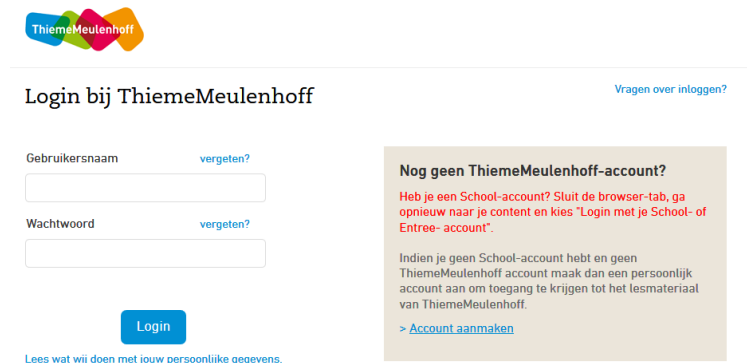 ThiemeMeulenhoff
Login bij ThiemeMeulenhoff
Vragen over inloggen?
Gebruikersnaam vergeten?
Wachtwoord vergeten?
Login
Lees wat wij doen met jouw persoonlijke gegevens.
Nog geen ThiemeMeulenhoff-account?
Heb je een School-account? Sluit de browser-tab, ga
opnieuw naar je content en kies "Login met je School- of
Entree- account".
Indien je geen School-account hebt en geen
ThiemeMeulenhoff account maak dan een persoonlijk
account aan om toegang te krijgen tot het lesmateriaal
van ThiemeMeulenhoff.
> Account aanmaken